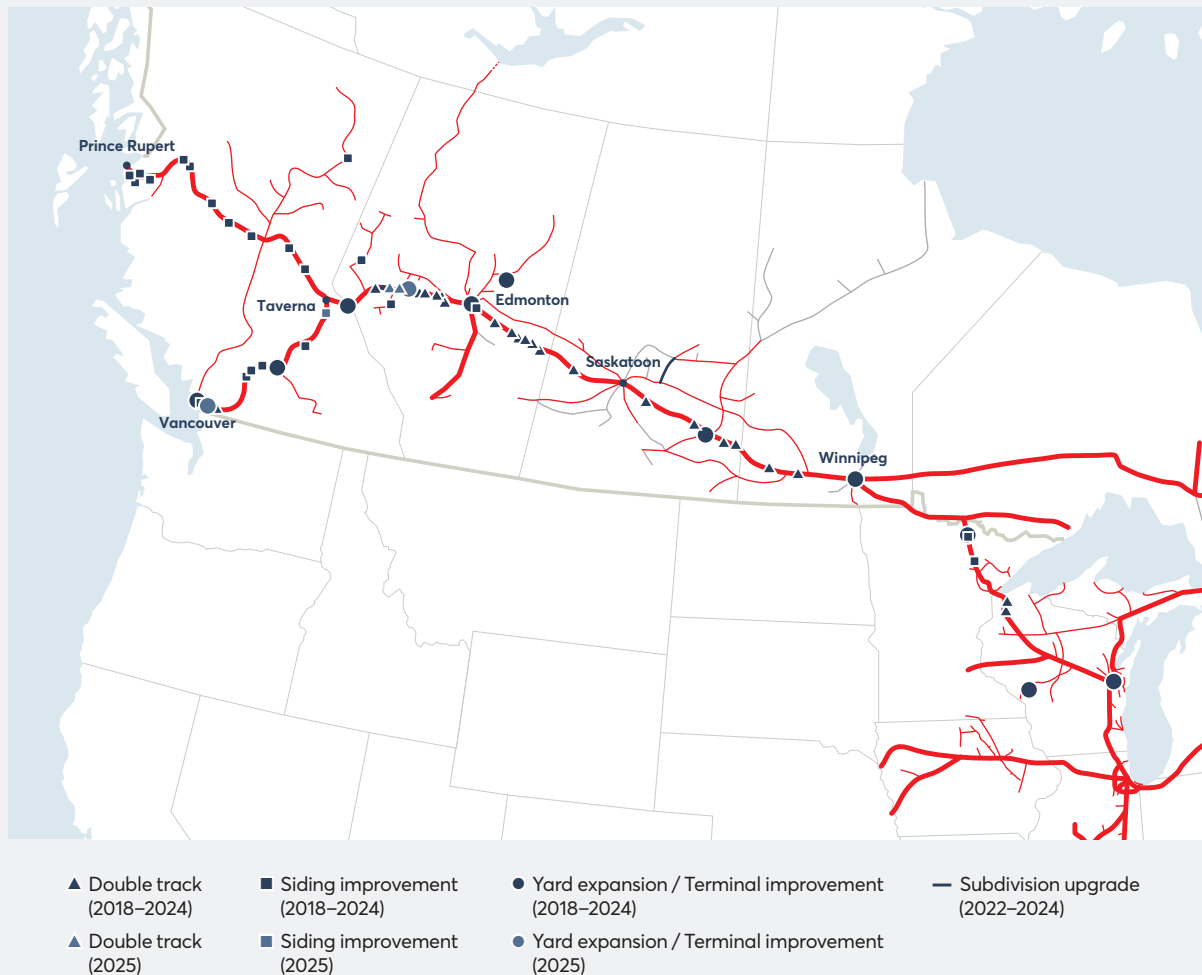 Prince Rupert
Taverna
Edmonton
Saskatoon
Vancouver
Winnipeg
Double track
(2018–2024)
Siding improvement
(2018–2024)
Yard expansion / Terminal improvement
(2018–2024)
Subdivision upgrade
(2022–2024)
Double track
(2025)
Siding improvement
(2025)
Yard expansion / Terminal improvement
(2025)